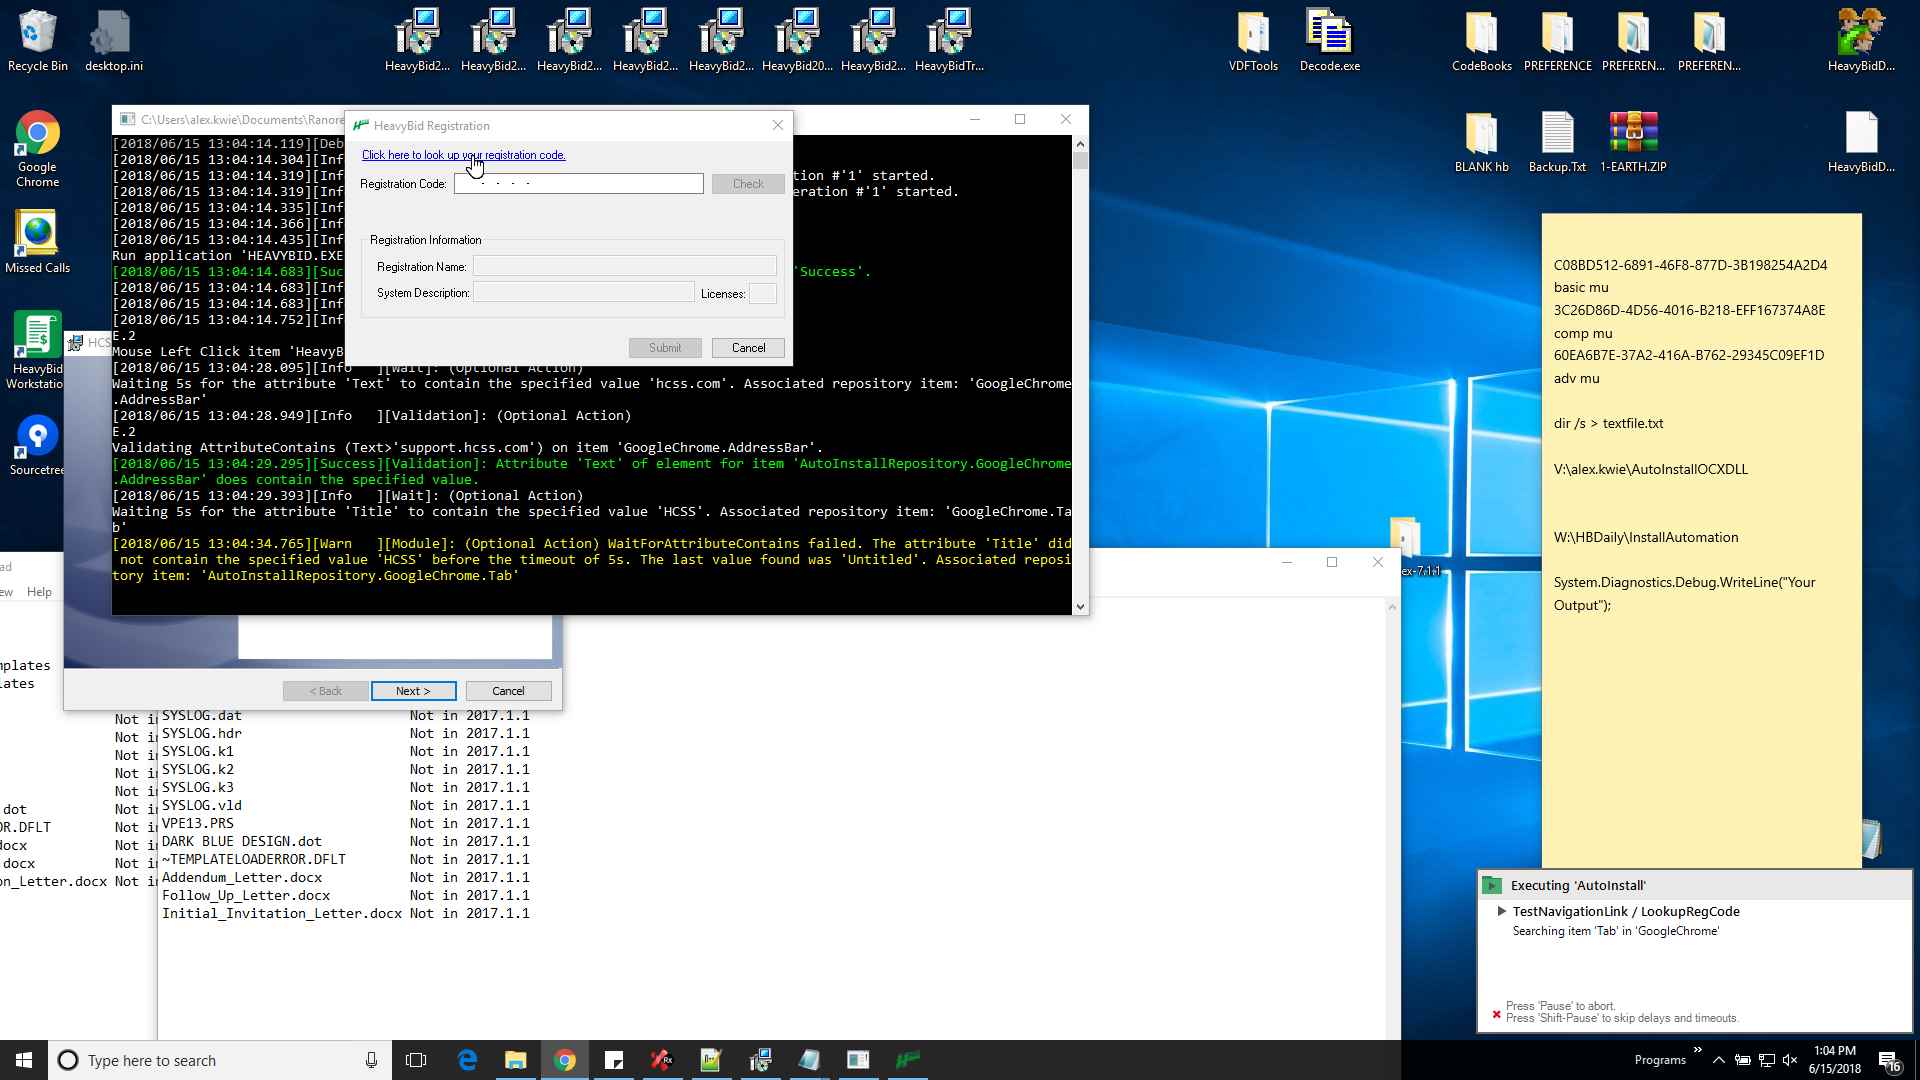 Recycle Bin
desktop.ini
HeavyBid2...
HeavyBid2...
HeavyBid2...
HeavyBid2...
HeavyBid2...
HeavyBid20...
HeavyBid2...
HeavyBidTr...
VDFTools
Decode.exe
CodeBooks
PREFERENCE
PREFEREN...
PREFEREN...
HeavyBidD...
Google
Chrome
BLANK hb
Backup.Txt
1-EARTH.ZIP
HeavyBidD...
Missed Calls
HeavyBid
Workstatio
Sourcetree
C:\Users\alex.kwie\Documents\Ranore
HeavyBid Registration
Click here to look up your registration code.
Registration Code:
- - - -
Check
Registration Information
Registration Name:
System Description:
Licenses:
Submit
Cancel
[2018/06/15 13:04:14.119][Deb
[2018/06/15 13:04:14.304][Inf
[2018/06/15 13:04:14.319][Inf tion #'1' started.
[2018/06/15 13:04:14.319][Inf eration #'1' started.
[2018/06/15 13:04:14.335][Inf
[2018/06/15 13:04:14.366][Inf
[2018/06/15 13:04:14.435][Inf
Run application 'HEAVYBID.EXE
[2018/06/15 13:04:14.683][Suc 'Success'.
[2018/06/15 13:04:14.683][Inf
[2018/06/15 13:04:14.683][Inf
[2018/06/15 13:04:14.752][Inf
E.2
Mouse Left Click item 'HeavyB
[2018/06/15 13:04:28.095][Info   ][Wait]: (Optional Action)
Waiting 5s for the attribute 'Text' to contain the specified value 'hcss.com'. Associated repository item: 'GoogleChrome
.AddressBar'
[2018/06/15 13:04:28.949][Info   ][Validation]: (Optional Action)
E.2
Validating AttributeContains (Text>'support.hcss.com') on item 'GoogleChrome.AddressBar'.
[2018/06/15 13:04:29.295][Success][Validation]: Attribute 'Text' of element for item 'AutoInstallRepository.GoogleChrome
.AddressBar' does contain the specified value.
[2018/06/15 13:04:29.393][Info   ][Wait]: (Optional Action)
Waiting 5s for the attribute 'Title' to contain the specified value 'HCSS'. Associated repository item: 'GoogleChrome.Ta
b'
[2018/06/15 13:04:34.765][Warn   ][Module]: (Optional Action) WaitForAttributeContains failed. The attribute 'Title' did
not contain the specified value 'HCSS' before the timeout of 5s. The last value found was 'Untitled'. Associated reposi
tory item: 'AutoInstallRepository.GoogleChrome.Tab'
HCS
< Back
Next >
Cancel
ad
ew
Help
mplates
lates
Not in
Not in
Not in
Not in
Not in
.dot Not in
OR.DFLT Not in
docx Not in
.docx Not in
on_Letter.docx Not in
SYSLOG.dat Not in 2017.1.1
SYSLOG.hdr Not in 2017.1.1
SYSLOG.k1 Not in 2017.1.1
SYSLOG.k2 Not in 2017.1.1
SYSLOG.k3 Not in 2017.1.1
SYSLOG.vld Not in 2017.1.1
VPE13.PRS Not in 2017.1.1
DARK BLUE DESIGN.dot Not in 2017.1.1
~TEMPLATELOADERROR.DFLT Not in 2017.1.1
Addendum_Letter.docx Not in 2017.1.1
Follow_Up_Letter.docx Not in 2017.1.1
Initial_Invitation_Letter.docx Not in 2017.1.1
ex-7.1.1
C08BD512-6891-46F8-877D-3B198254A2D4
basic mu
3C26D86D-4D56-4016-B218-EFF167374A8E
comp mu
60EA6B7E-37A2-416A-B762-29345C09EF1D
adv mu
dir /s > textfile.txt
V:\alex.kwie\AutoInstallOCXDLL
W:\HBDaily\InstallAutomation
System.Diagnostics.Debug.WriteLine("Your
Output");
Executing 'AutoInstall'
TestNavigationLink / LookupRegCode
Searching item 'Tab' in 'GoogleChrome'
Press 'Pause' to abort.
Press 'Shift-Pause' to skip delays and timeouts.
Type here to search
Programs
1:04 PM
6/15/2018
16